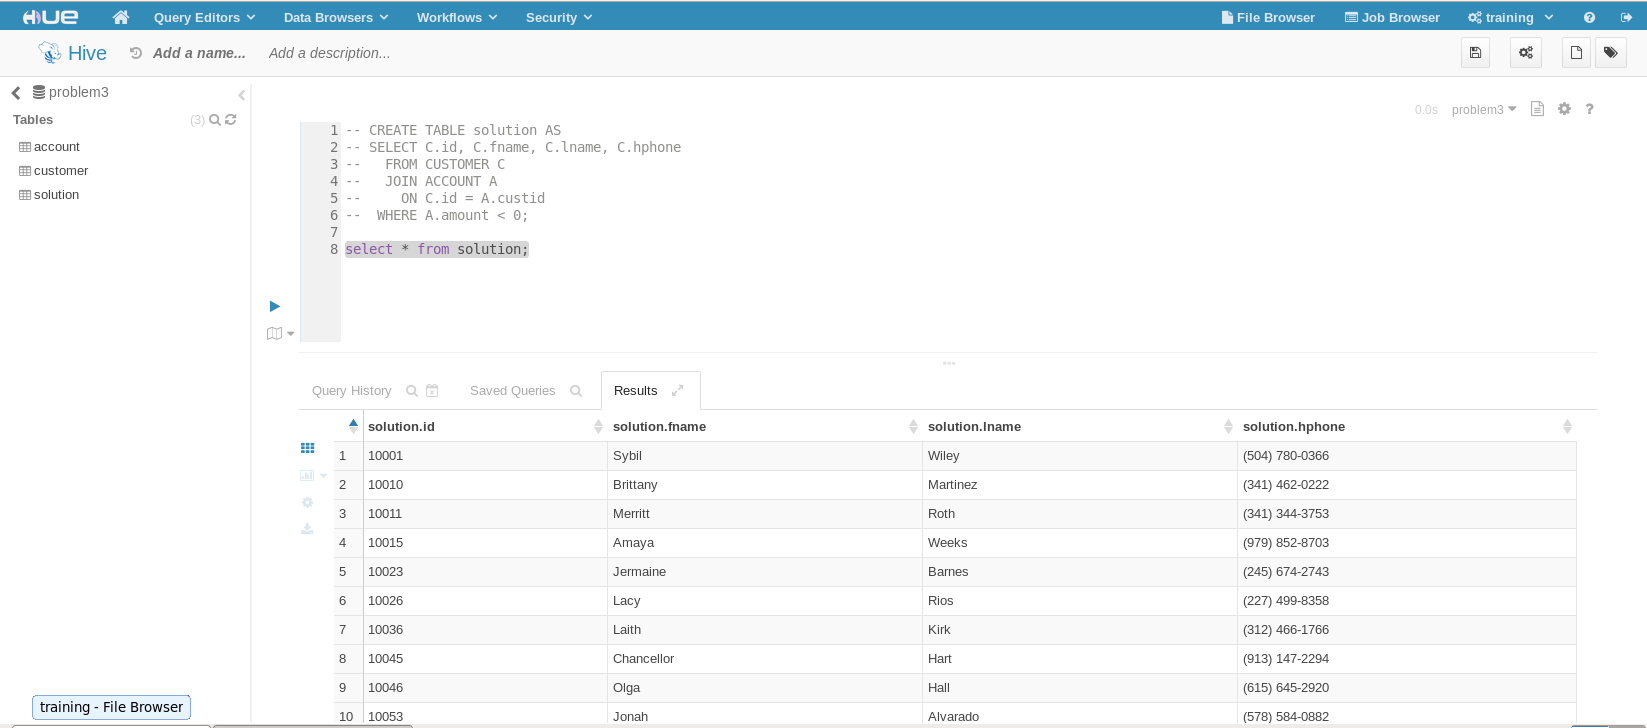 HUE Query Editors Data Browsers Workflows Security File Browser Job Browser training
Hive Add a name... Add a description...
problem3
Tables (3)
account
customer
solution
0.0s problem3
1 -- CREATE TABLE solution AS
2 -- SELECT C.id, C.fname, C.lname, C.hphone
3 --   FROM CUSTOMER C
4 --   JOIN ACCOUNT A
5 --     ON C.id = A.custid
6 --  WHERE A.amount < 0;
7
8 select * from solution;
Query History Saved Queries Results
solution.id solution.fname solution.lname solution.hphone
1 10001 Sybil Wiley (504) 780-0366
2 10010 Brittany Martinez (341) 462-0222
3 10011 Merritt Roth (341) 344-3753
4 10015 Amaya Weeks (979) 852-8703
5 10023 Jermaine Barnes (245) 674-2743
6 10026 Lacy Rios (227) 499-8358
7 10036 Laith Kirk (312) 466-1766
8 10045 Chancellor Hart (913) 147-2294
9 10046 Olga Hall (615) 645-2920
10 10053 Jonah Alvarado (578) 584-0882
training - File Browser